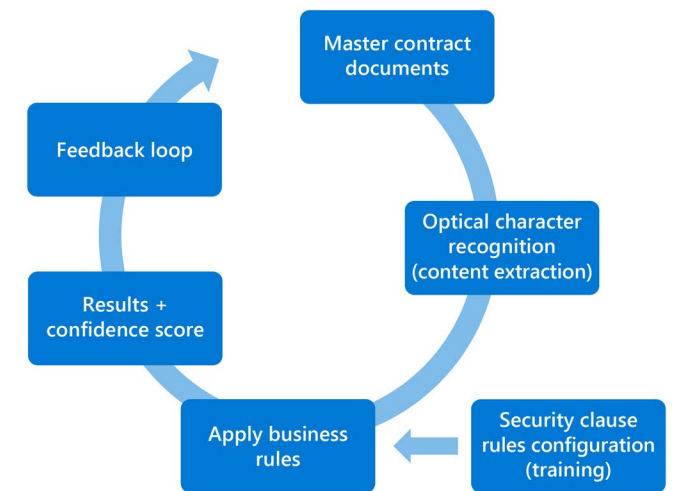 Master contract
documents
Optical character
recognition
(content extraction)
Security clause
rules configuration
(training)
Apply business
rules
Results +
confidence score
Feedback loop